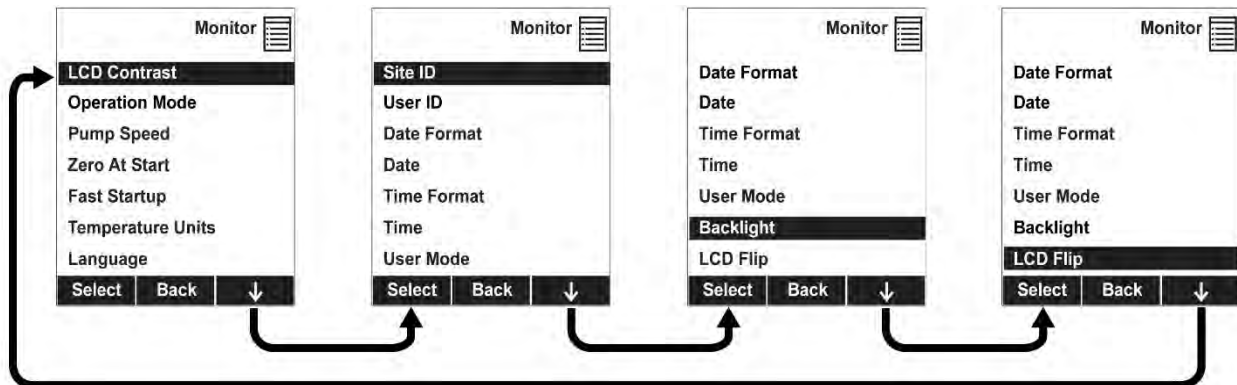 Monitor
LCD Contrast
Operation Mode
Pump Speed
Zero At Start
Fast Startup
Temperature Units
Language
Select Back ↓
Monitor
Site ID
User ID
Date Format
Date
Time Format
Time
User Mode
Select Back ↓
Monitor
Date Format
Date
Time Format
Time
User Mode
Backlight
LCD Flip
Select Back ↓
Monitor
Date Format
Date
Time Format
Time
User Mode
Backlight
LCD Flip
Select Back ↓